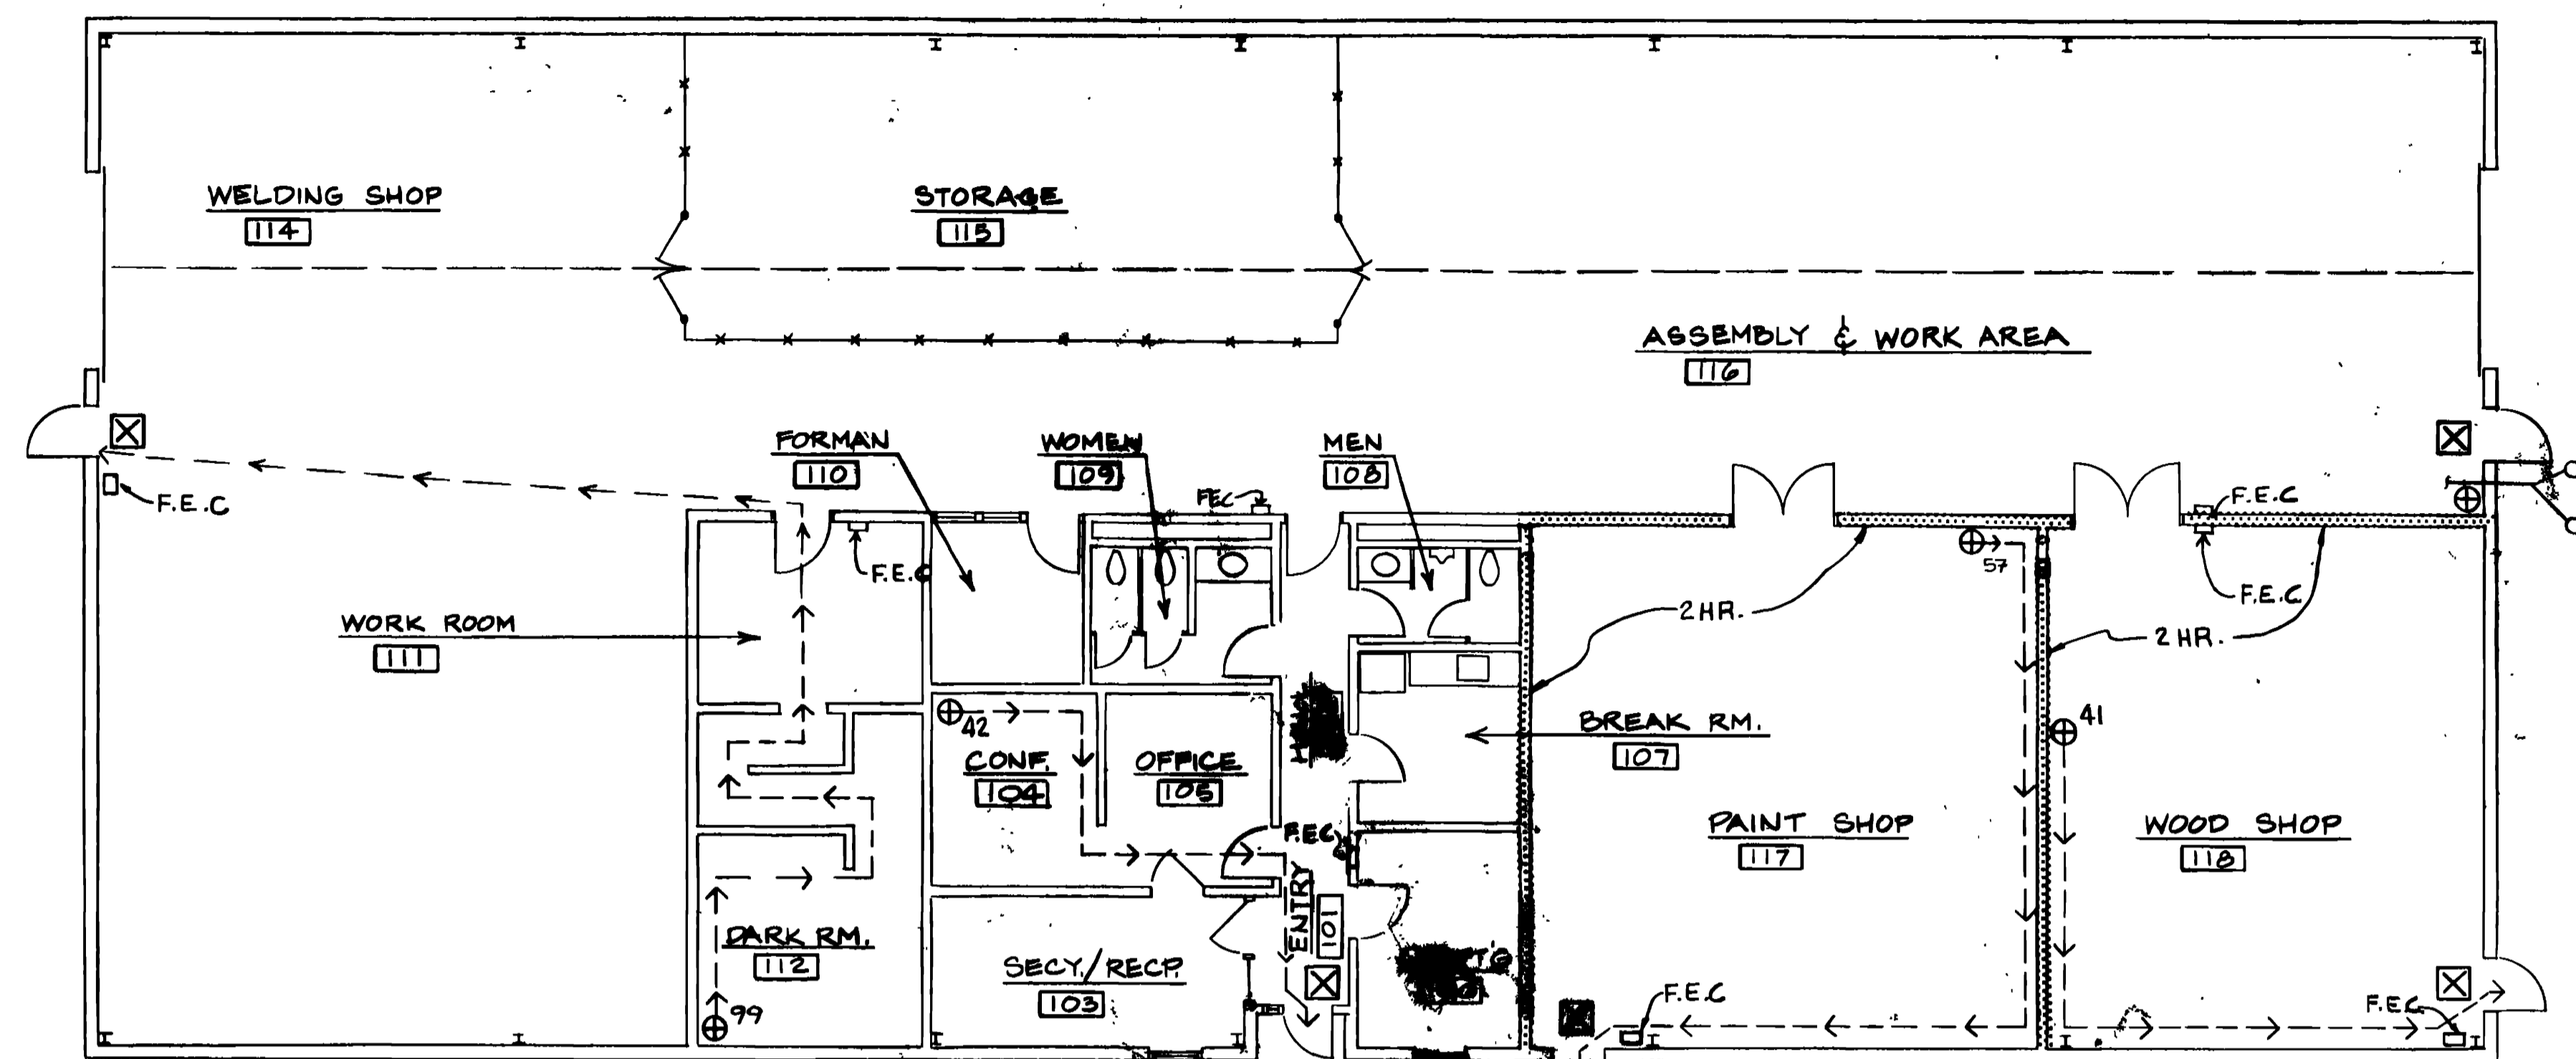 WELDING SHOP
114
STORAGE
115
ASSEMBLY & WORK AREA
116
FORMAN
110
WOMEN
109
MEN
108
FEC
F.E.C
F.E.C
F.E.C
F.E.C
57
2 HR.
2 HR.
WORK ROOM
111
42
41
BREAK RM.
107
CONF.
104
OFFICE
105
F.E.C
PAINT SHOP
117
WOOD SHOP
118
ENTRY
101
DARK RM.
112
SECY./RECP.
103
99
F.E.C
F.E.C